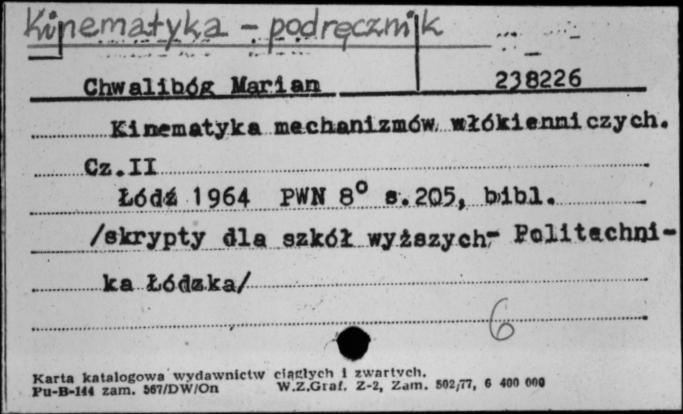 Kinematyka - podręcznik
Chwalibóg Marian 238226
Kinematyka mechanizmów włókienniczych.
Cz.II
Łódź 1964 PWN 8° s.205, bibl.
/skrypty dla szkół wyższych- Politechni-
ka Łódzka/
6
Karta katalogowa wydawnictw ciągłych i zwartych.
Pu-B-144 zam. 567/DW/On W.Z.Graf. Z-2, Zam. 502/77, 6 400 000